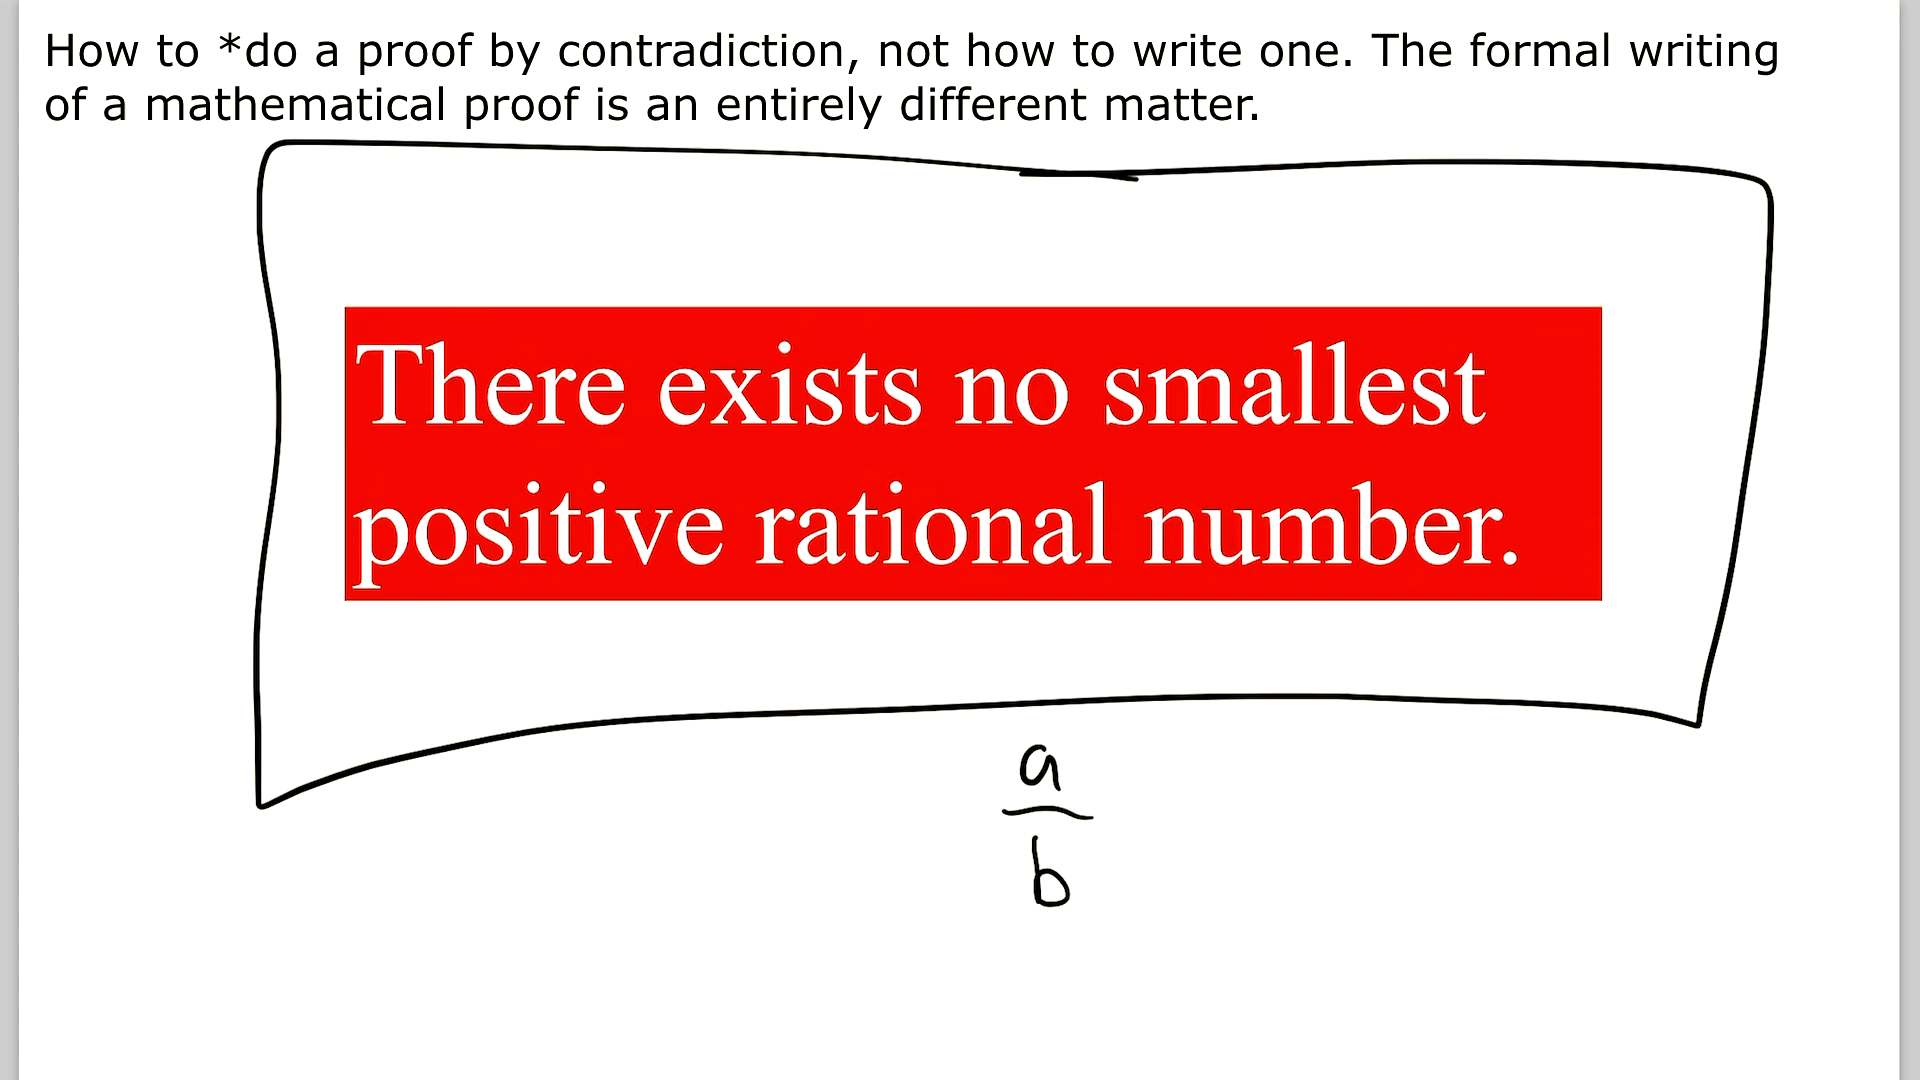 How to *do a proof by contradiction, not how to write one. The formal writing
of a mathematical proof is an entirely different matter.
There exists no smallest
positive rational number.
a
b